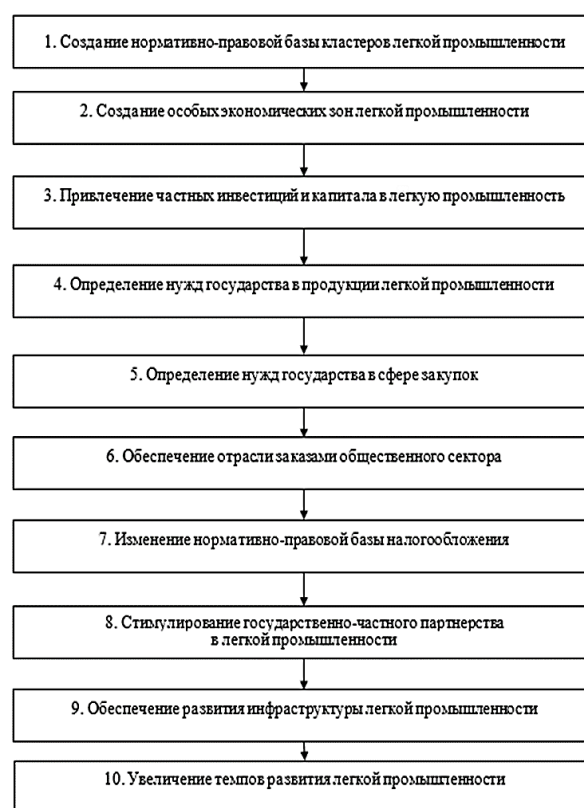 1. Создание нормативно-правовой базы кластеров легкой промышленности
2. Создание особых экономических зон легкой промышленности
3. Привлечение частных инвестиций и капитала в легкую промышленность
4. Определение нужд государства в продукции легкой промышленности
5. Определение нужд государства в сфере закупок
6. Обеспечение отрасли заказами общественного сектора
7. Изменение нормативно-правовой базы налогообложения
8. Стимулирование государственно-частного партнерства
в легкой промышленности
9. Обеспечение развития инфраструктуры легкой промышленности
10. Увеличение темпов развития легкой промышленности